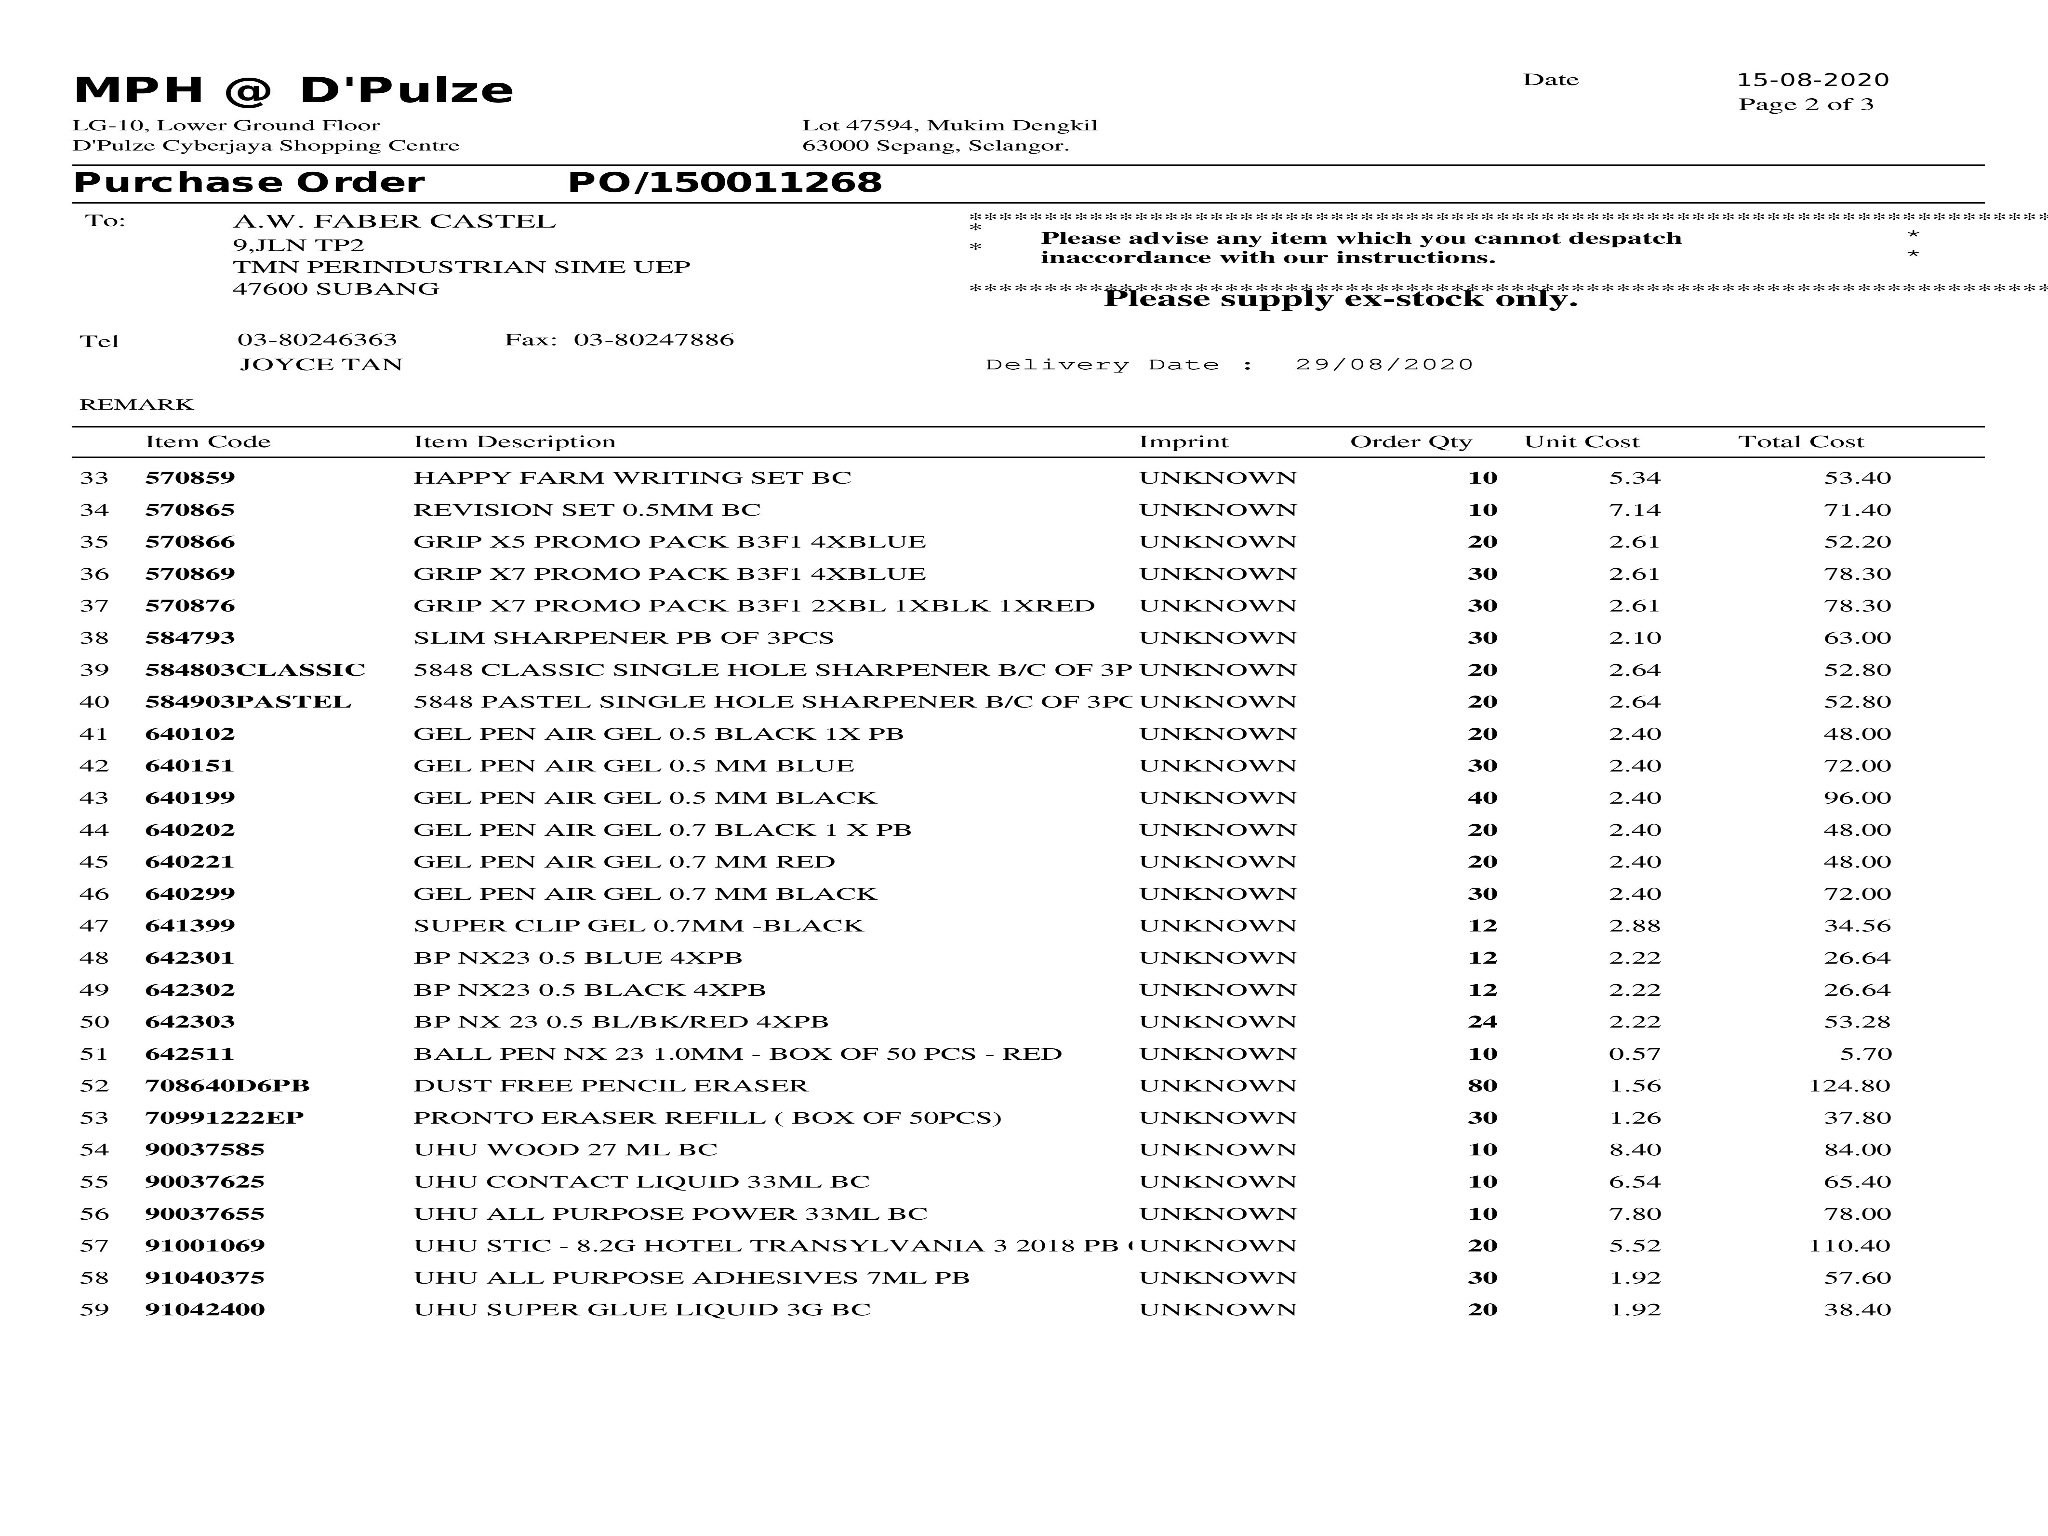 MPH @ D'Pulze Date 15-08-2020
Page 2 of 3
LG-10, Lower Ground Floor Lot 47594, Mukim Dengkil
D'Pulze Cyberjaya Shopping Centre 63000 Sepang, Selangor.
Purchase Order PO/150011268
To: A.W. FABER CASTEL
9,JLN TP2
TMN PERINDUSTRIAN SIME UEP
47600 SUBANG
************************************************************************
* Please advise any item which you cannot despatch *
* inaccordance with our instructions. *
************************************************************************
Please supply ex-stock only.
Tel 03-80246363 Fax: 03-80247886
JOYCE TAN Delivery Date : 29/08/2020
REMARK
Item Code Item Description Imprint Order Qty Unit Cost Total Cost
33 570859 HAPPY FARM WRITING SET BC UNKNOWN 10 5.34 53.40
34 570865 REVISION SET 0.5MM BC UNKNOWN 10 7.14 71.40
35 570866 GRIP X5 PROMO PACK B3F1 4XBLUE UNKNOWN 20 2.61 52.20
36 570869 GRIP X7 PROMO PACK B3F1 4XBLUE UNKNOWN 30 2.61 78.30
37 570876 GRIP X7 PROMO PACK B3F1 2XBL 1XBLK 1XRED UNKNOWN 30 2.61 78.30
38 584793 SLIM SHARPENER PB OF 3PCS UNKNOWN 30 2.10 63.00
39 584803CLASSIC 5848 CLASSIC SINGLE HOLE SHARPENER B/C OF 3P UNKNOWN 20 2.64 52.80
40 584903PASTEL 5848 PASTEL SINGLE HOLE SHARPENER B/C OF 3PC UNKNOWN 20 2.64 52.80
41 640102 GEL PEN AIR GEL 0.5 BLACK 1X PB UNKNOWN 20 2.40 48.00
42 640151 GEL PEN AIR GEL 0.5 MM BLUE UNKNOWN 30 2.40 72.00
43 640199 GEL PEN AIR GEL 0.5 MM BLACK UNKNOWN 40 2.40 96.00
44 640202 GEL PEN AIR GEL 0.7 BLACK 1 X PB UNKNOWN 20 2.40 48.00
45 640221 GEL PEN AIR GEL 0.7 MM RED UNKNOWN 20 2.40 48.00
46 640299 GEL PEN AIR GEL 0.7 MM BLACK UNKNOWN 30 2.40 72.00
47 641399 SUPER CLIP GEL 0.7MM -BLACK UNKNOWN 12 2.88 34.56
48 642301 BP NX23 0.5 BLUE 4XPB UNKNOWN 12 2.22 26.64
49 642302 BP NX23 0.5 BLACK 4XPB UNKNOWN 12 2.22 26.64
50 642303 BP NX 23 0.5 BL/BK/RED 4XPB UNKNOWN 24 2.22 53.28
51 642511 BALL PEN NX 23 1.0MM - BOX OF 50 PCS - RED UNKNOWN 10 0.57 5.70
52 708640D6PB DUST FREE PENCIL ERASER UNKNOWN 80 1.56 124.80
53 70991222EP PRONTO ERASER REFILL ( BOX OF 50PCS) UNKNOWN 30 1.26 37.80
54 90037585 UHU WOOD 27 ML BC UNKNOWN 10 8.40 84.00
55 90037625 UHU CONTACT LIQUID 33ML BC UNKNOWN 10 6.54 65.40
56 90037655 UHU ALL PURPOSE POWER 33ML BC UNKNOWN 10 7.80 78.00
57 91001069 UHU STIC - 8.2G HOTEL TRANSYLVANIA 3 2018 PB UNKNOWN 20 5.52 110.40
58 91040375 UHU ALL PURPOSE ADHESIVES 7ML PB UNKNOWN 30 1.92 57.60
59 91042400 UHU SUPER GLUE LIQUID 3G BC UNKNOWN 20 1.92 38.40